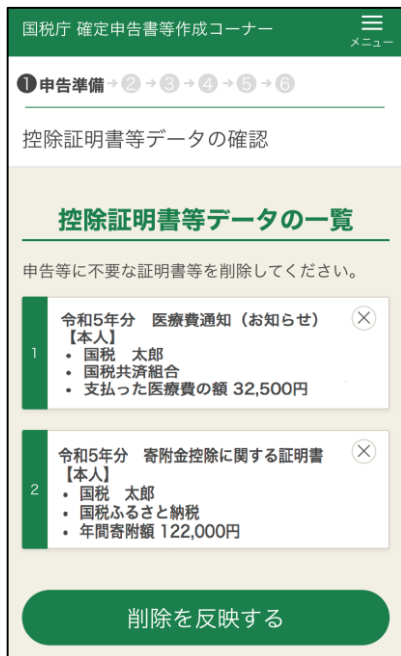 国税庁 確定申告書等作成コーナー
メニュー
❶申告準備→②→③→④→⑤→⑥
控除証明書等データの確認
控除証明書等データの一覧
申告等に不要な証明書等を削除してください。
1
令和5年分　医療費通知（お知らせ）
【本人】
• 国税　太郎
• 国税共済組合
• 支払った医療費の額 32,500円
2
令和5年分　寄附金控除に関する証明書
【本人】
• 国税　太郎
• 国税ふるさと納税
• 年間寄附額 122,000円
削除を反映する